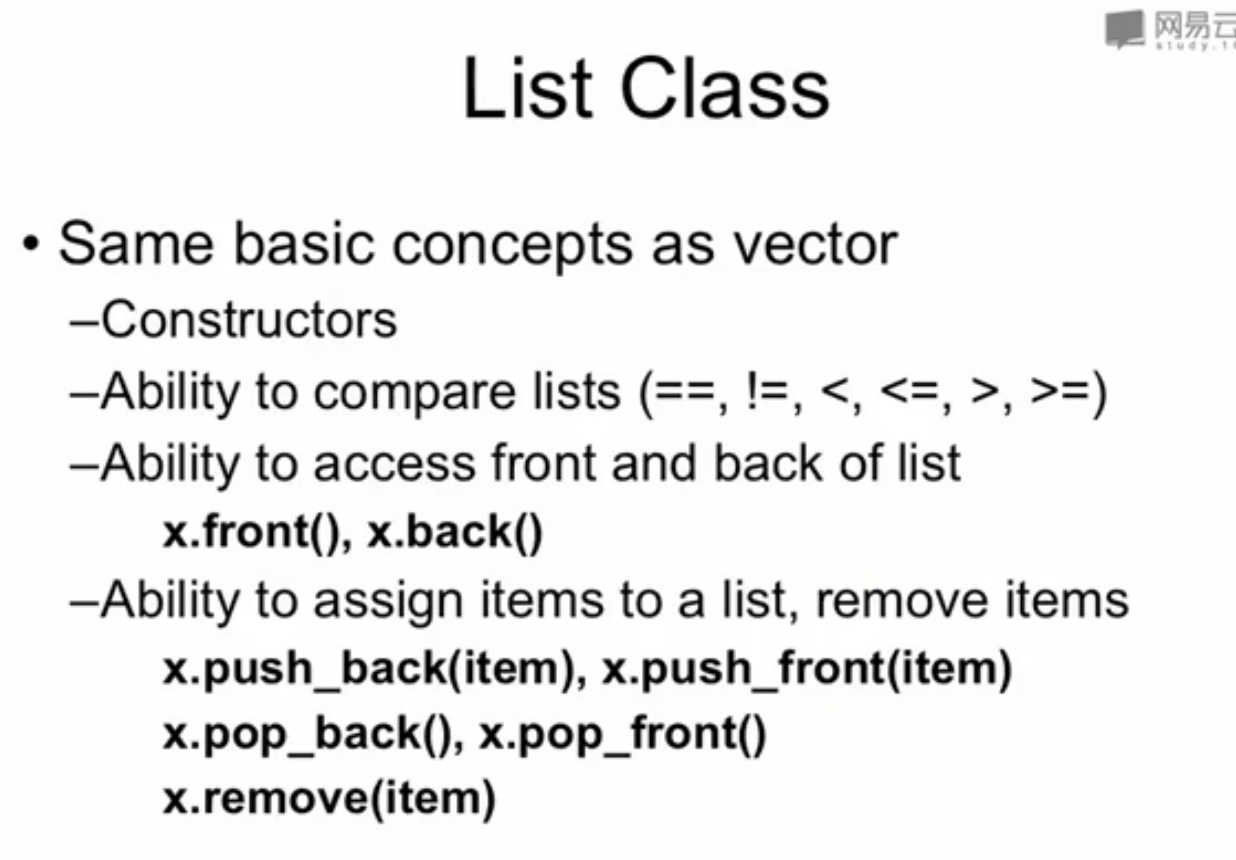 网易云
List Class
• Same basic concepts as vector
–Constructors
–Ability to compare lists (==, !=, <, <=, >, >=)
–Ability to access front and back of list
x.front(), x.back()
–Ability to assign items to a list, remove items
x.push_back(item), x.push_front(item)
x.pop_back(), x.pop_front()
x.remove(item)